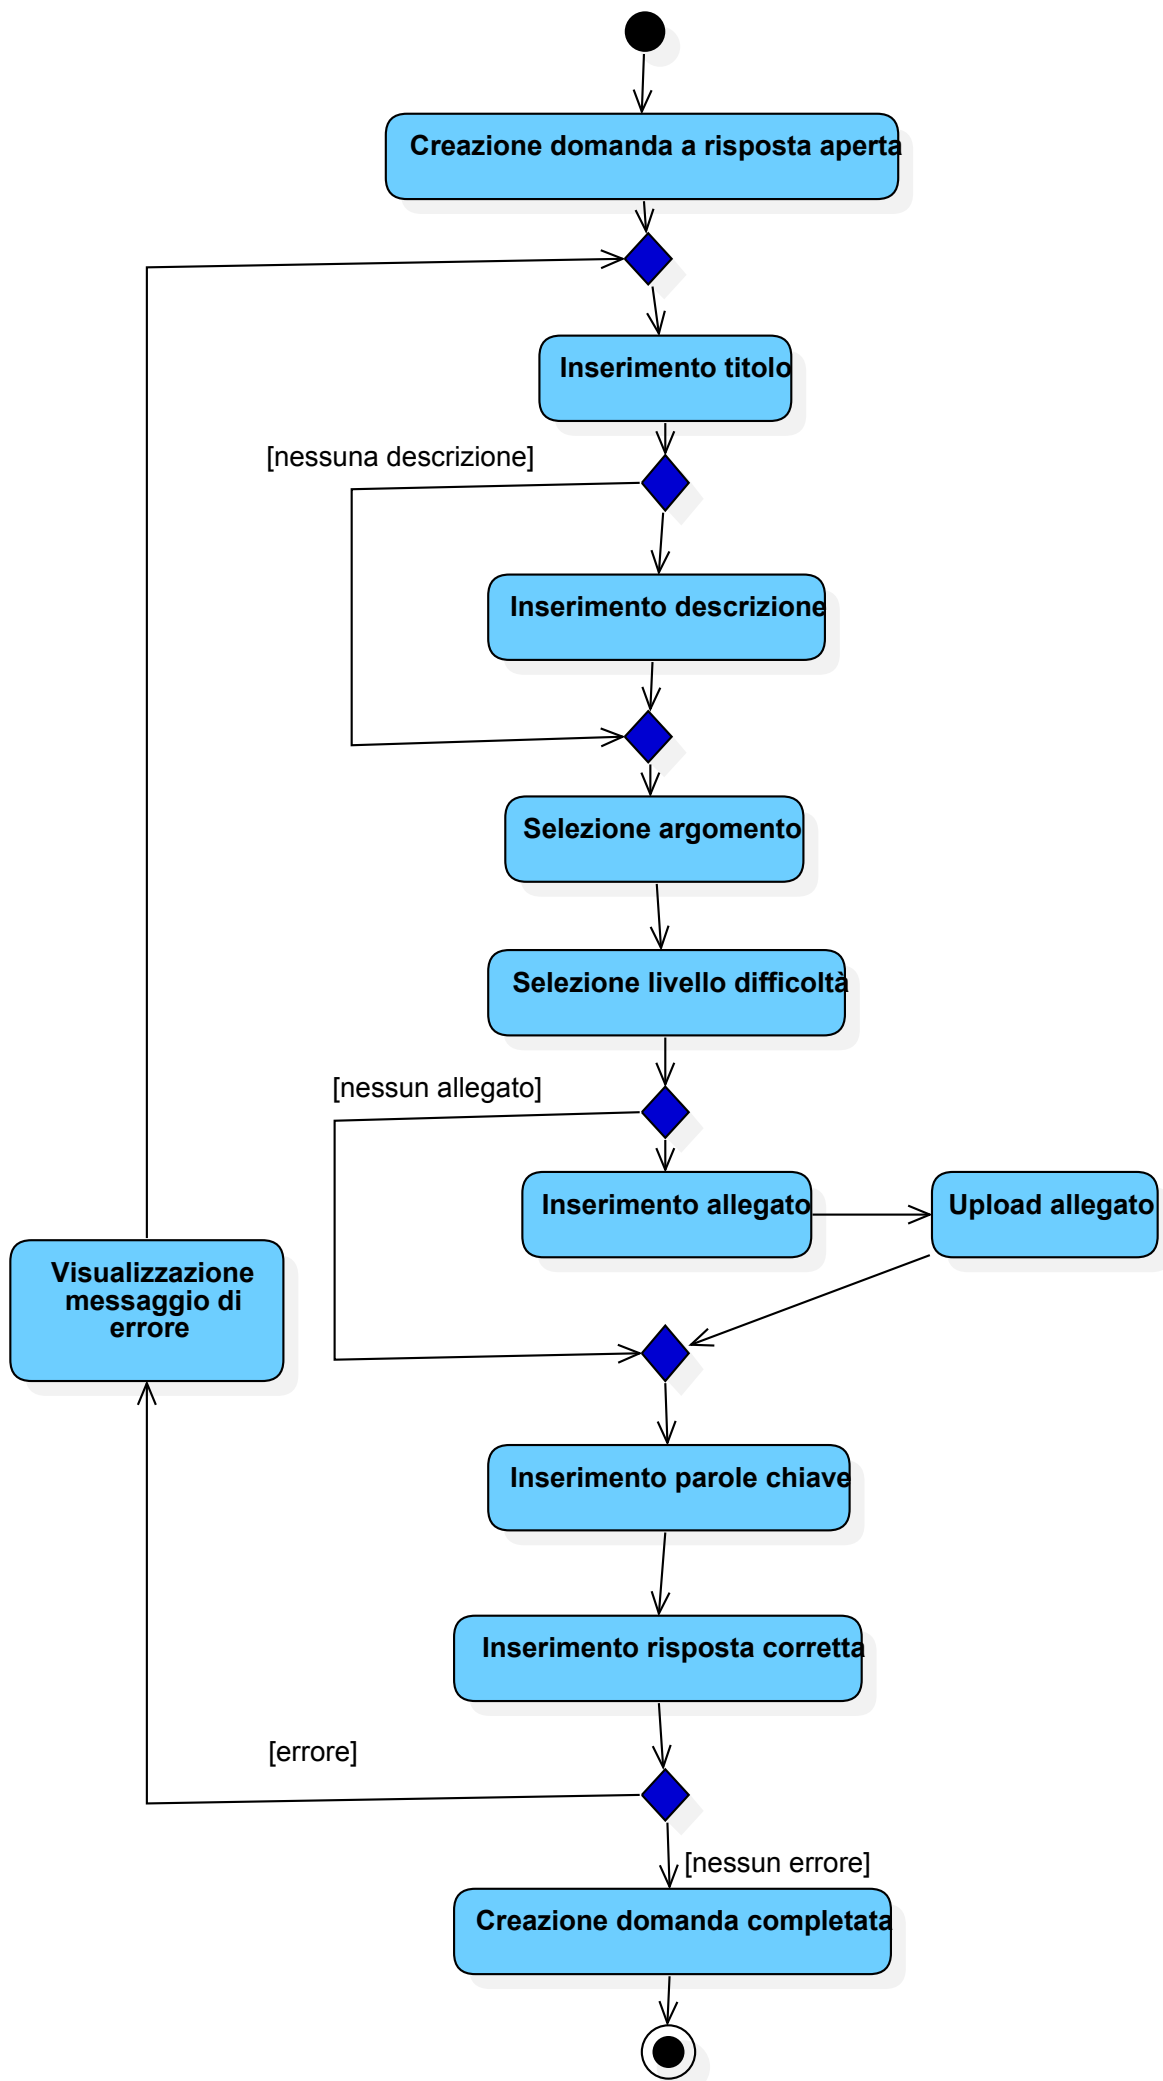 Creazione domanda a risposta aperta
Inserimento titolo
[nessuna descrizione]
Inserimento descrizione
Selezione argomento
Selezione livello difficoltà
[nessun allegato]
Inserimento allegato
Upload allegato
Visualizzazione
messaggio di
errore
Inserimento parole chiave
Inserimento risposta corretta
[errore]
[nessun errore]
Creazione domanda completata